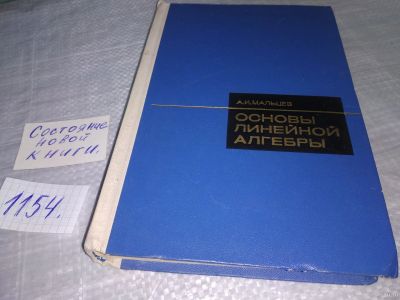 А.И.МАЛЬЦЕВ
ОСНОВЫ
ЛИНЕЙНОЙ
АЛГЕБРЫ
Состояние
новой
книги.
1154.